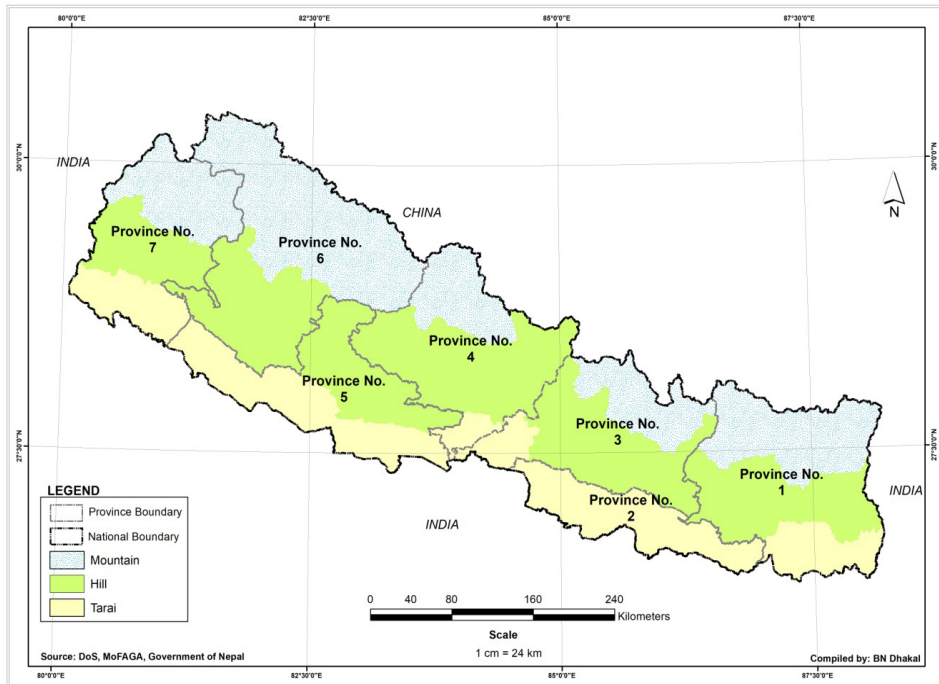 80°0'0"E
82°30'0"E
85°0'0"E
87°30'0"E
30°0'0"N
30°0'0"N
INDIA
CHINA
N
Province No.
7
Province No.
6
Province No.
4
Province No.
5
Province No.
3
Province No.
1
Province No.
2
27°30'0"N
27°30'0"N
INDIA
INDIA
LEGEND
Province Boundary
National Boundary
Mountain
Hill
Tarai
0 40 80 160 240
Kilometers
Scale
1 cm = 24 km
Source: DoS, MoFAGA, Government of Nepal
Compiled by: BN Dhakal
80°0'0"E
82°30'0"E
85°0'0"E
87°30'0"E